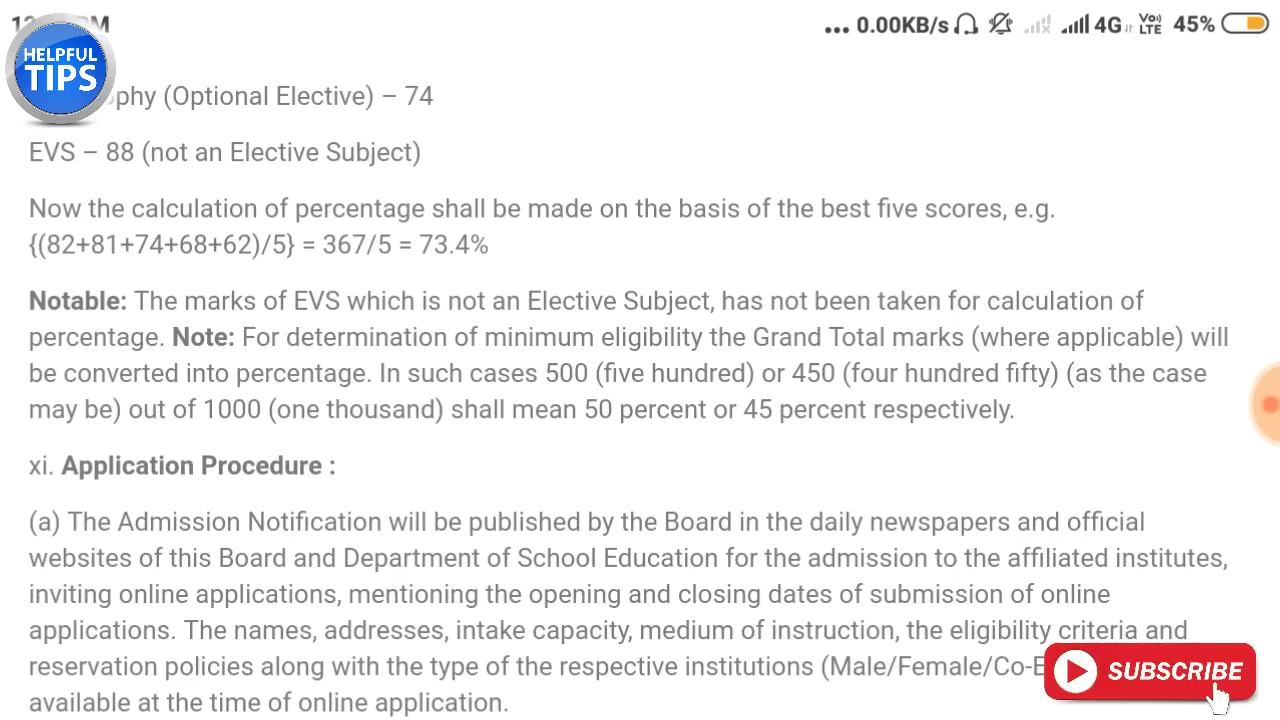 ... 0.00KB/s 4G Vo)) LTE 45%
HELPFUL
TIPS
(Optional Elective) – 74
EVS – 88 (not an Elective Subject)
Now the calculation of percentage shall be made on the basis of the best five scores, e.g.
{(82+81+74+68+62)/5} = 367/5 = 73.4%
Notable: The marks of EVS which is not an Elective Subject, has not been taken for calculation of
percentage. Note: For determination of minimum eligibility the Grand Total marks (where applicable) will
be converted into percentage. In such cases 500 (five hundred) or 450 (four hundred fifty) (as the case
may be) out of 1000 (one thousand) shall mean 50 percent or 45 percent respectively.
xi. Application Procedure :
(a) The Admission Notification will be published by the Board in the daily newspapers and official
websites of this Board and Department of School Education for the admission to the affiliated institutes,
inviting online applications, mentioning the opening and closing dates of submission of online
applications. The names, addresses, intake capacity, medium of instruction, the eligibility criteria and
reservation policies along with the type of the respective institutions (Male/Female/Co-E
SUBSCRIBE
available at the time of online application.